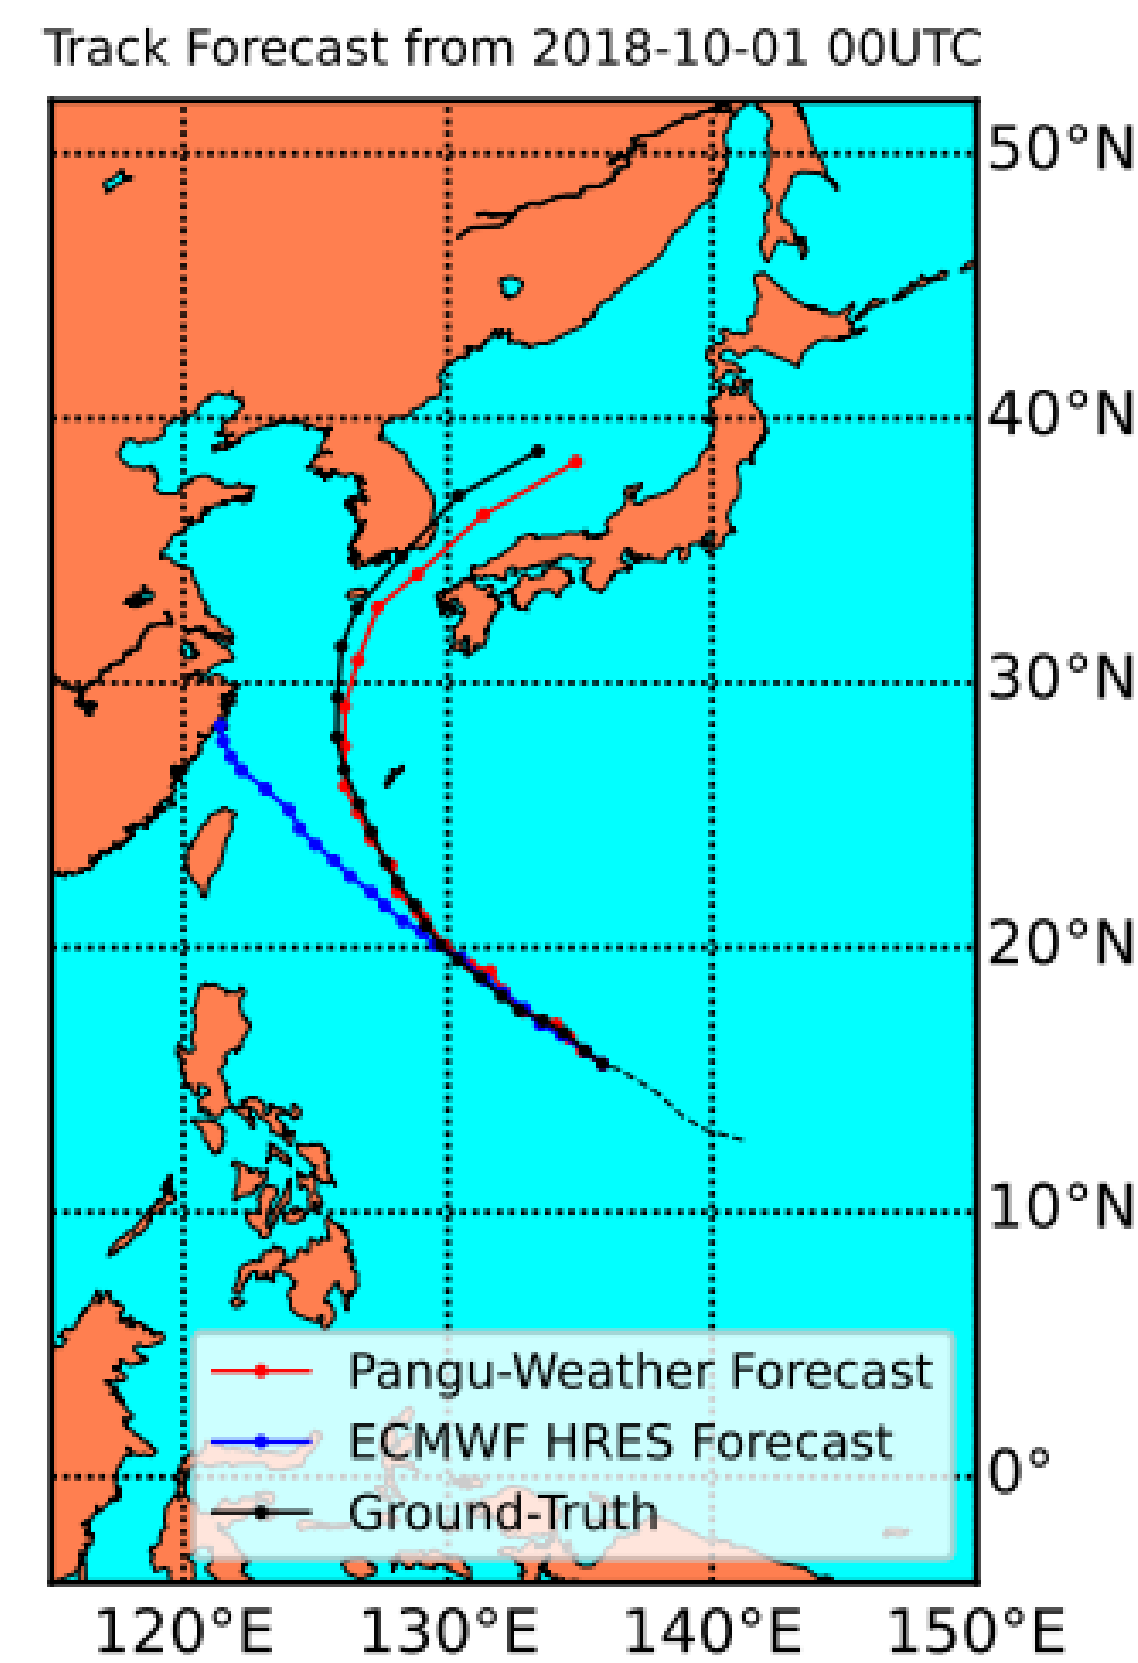 Track Forecast from 2018-10-01 00UTC
50°N
40°N
30°N
20°N
10°N
0°
Pangu-Weather Forecast
ECMWF HRES Forecast
Ground-Truth
120°E 130°E 140°E 150°E